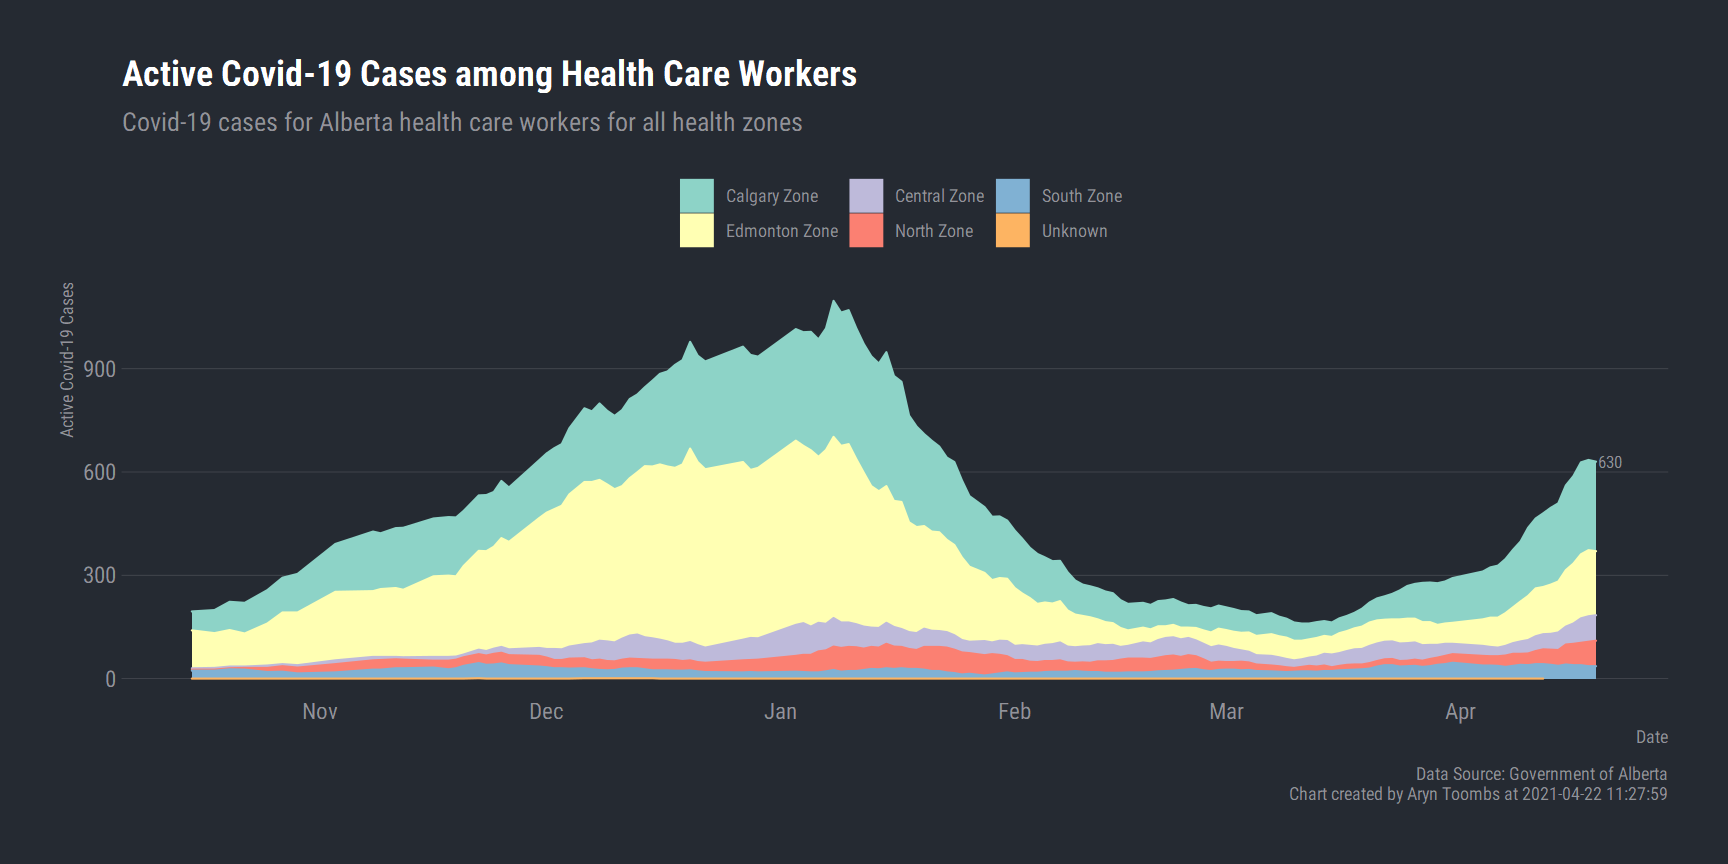 Active Covid-19 Cases among Health Care Workers
Covid-19 cases for Alberta health care workers for all health zones
Calgary Zone
Central Zone
South Zone
Edmonton Zone
North Zone
Unknown
Active Covid-19 Cases
900
600
300
0
630
Nov
Dec
Jan
Feb
Mar
Apr
Date
Data Source: Government of Alberta
Chart created by Aryn Toombs at 2021-04-22 11:27:59